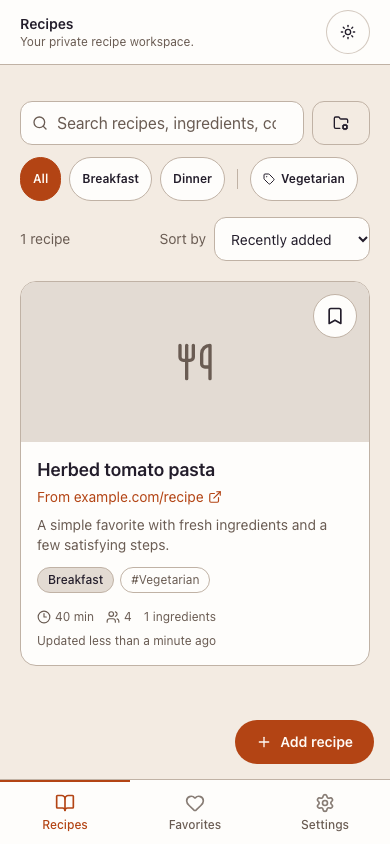 Recipes
Your private recipe workspace.
Search recipes, ingredients, cc
All
Breakfast
Dinner
Vegetarian
1 recipe
Sort by
Recently added
Herbed tomato pasta
From example.com/recipe
A simple favorite with fresh ingredients and a
few satisfying steps.
Breakfast
#Vegetarian
40 min
4
1 ingredients
Updated less than a minute ago
Add recipe
Recipes
Favorites
Settings